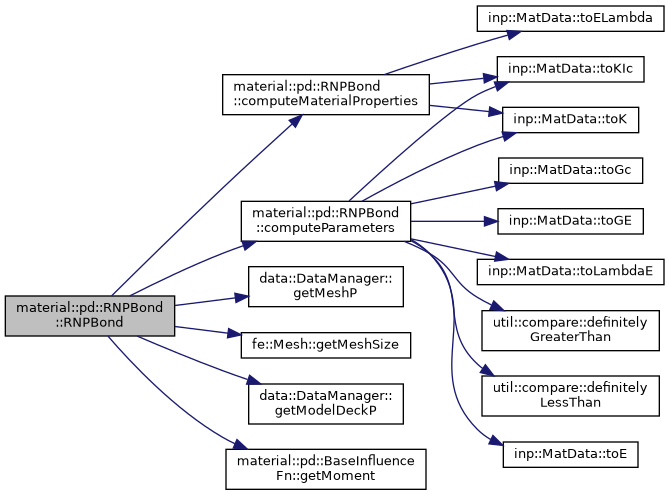 material::pd::RNPBond
::RNPBond
material::pd::RNPBond
::computeMaterialProperties
material::pd::RNPBond
::computeParameters
data::DataManager::
getMeshP
fe::Mesh::getMeshSize
data::DataManager::
getModelDeckP
material::pd::BaseInfluence
Fn::getMoment
inp::MatData::toELambda
inp::MatData::toKIc
inp::MatData::toK
inp::MatData::toGc
inp::MatData::toGE
inp::MatData::toLambdaE
util::compare::definitely
GreaterThan
util::compare::definitely
LessThan
inp::MatData::toE